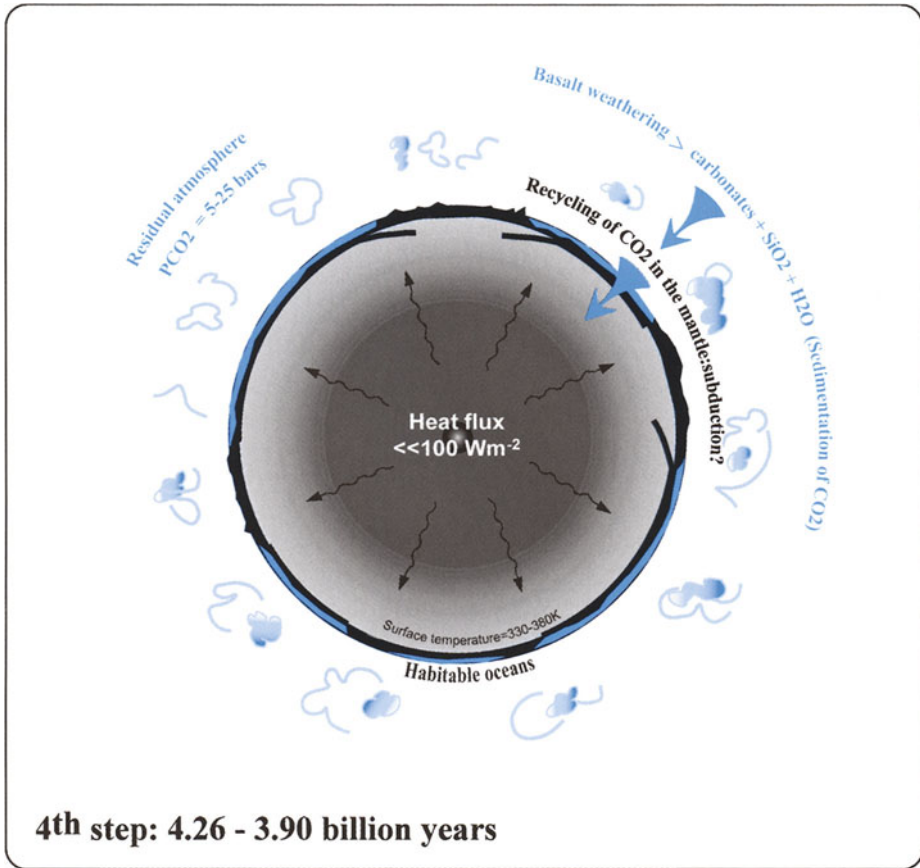 Residual atmosphere
PCO2 = 5-25 bars
Basalt weathering > carbonates + SiO2 + H2O (Sedimentation of CO2)
Recycling of CO2 in the mantle:subduction?
Heat flux
<<100 Wm-2
Surface temperature=330-380K
Habitable oceans
4th step: 4.26 - 3.90 billion years